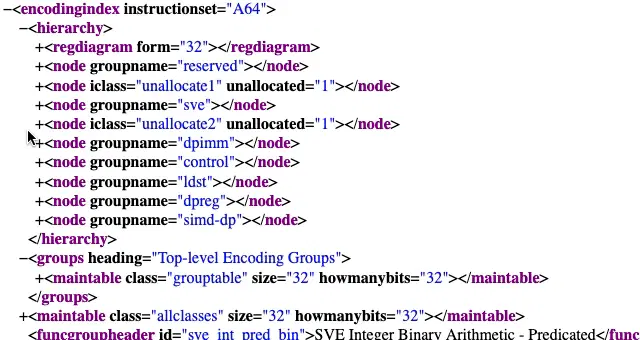 −<encodingindex instructionset="A64">
−<hierarchy>
+<regdiagram form="32"></regdiagram>
+<node groupname="reserved"></node>
+<node iclass="unallocate1" unallocated="1"></node>
+<node groupname="sve"></node>
+<node iclass="unallocate2" unallocated="1"></node>
+<node groupname="dpimm"></node>
+<node groupname="control"></node>
+<node groupname="ldst"></node>
+<node groupname="dpreg"></node>
+<node groupname="simd-dp"></node>
</hierarchy>
−<groups heading="Top-level Encoding Groups">
+<maintable class="grouptable" size="32" howmanybits="32"></maintable>
</groups>
+<maintable class="allclasses" size="32" howmanybits="32"></maintable>
<funcgroupheader id="sve_int_pred_bin">SVE Integer Binary Arithmetic - Predicated</func